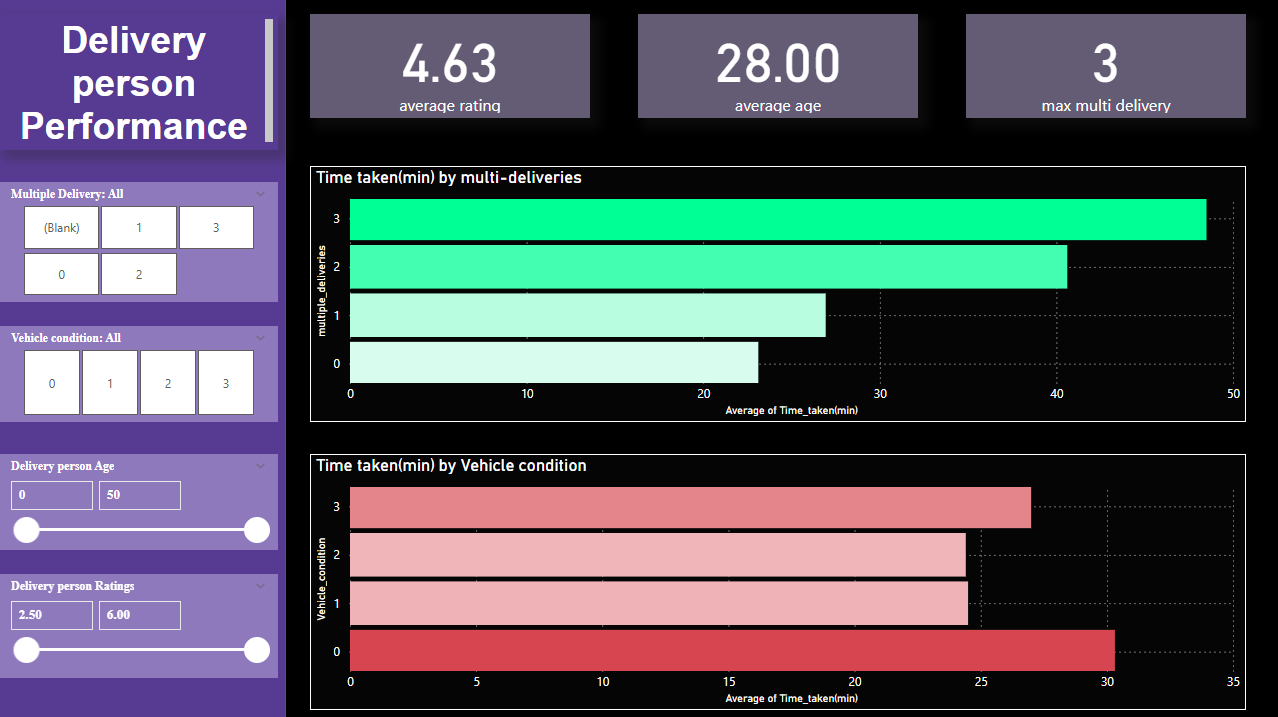 Delivery
person
Performance
Multiple Delivery: All
(Blank) 1 3
0 2
Vehicle condition: All
0 1 2 3
Delivery person Age
0 50
Delivery person Ratings
2.50 6.00
4.63
average rating
28.00
average age
3
max multi delivery
Time taken(min) by multi-deliveries
multiple_deliveries
3
2
1
0
0 10 20 30 40 50
Average of Time_taken(min)
Time taken(min) by Vehicle condition
Vehicle_condition
3
2
1
0
0 5 10 15 20 25 30 35
Average of Time_taken(min)